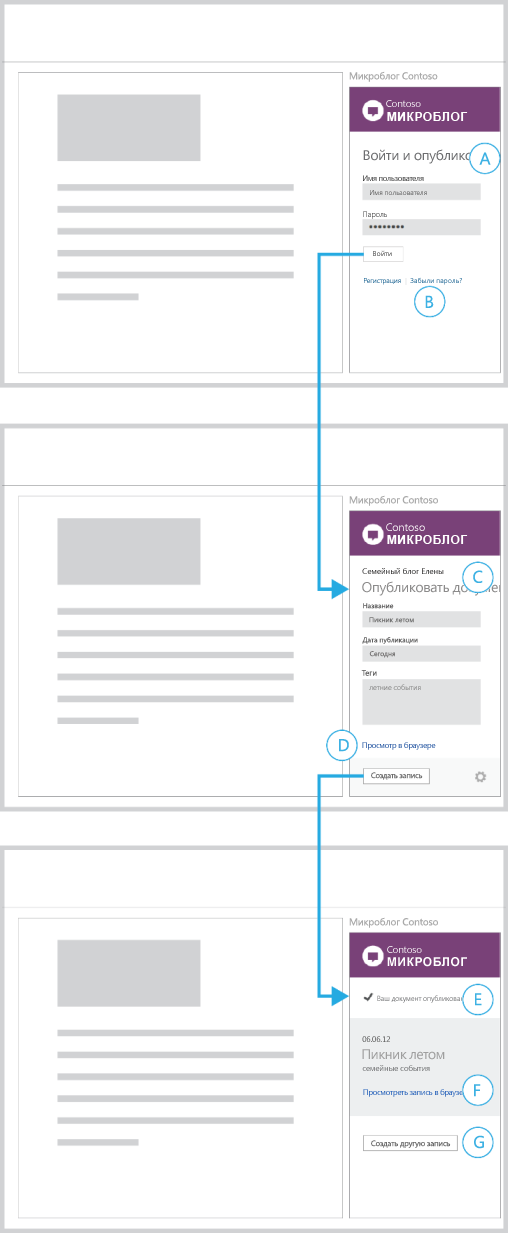 Микроблог Contoso
Contoso
МИКРОБЛОГ
Войти и опублико
A
Имя пользователя
Имя пользователя
Пароль
Войти
Регистрация | Забыли пароль?
B
Микроблог Contoso
Contoso
МИКРОБЛОГ
Семейный блог Елены
C
Опубликовать
Название
Пикник летом
Дата публикации
Сегодня
Теги
летние события
D
Просмотр в браузере
Создать запись
Микроблог Contoso
Contoso
МИКРОБЛОГ
Ваш документ опубликован
E
06.06.12
Пикник летом
семейные события
Просмотреть запись в браузе
F
Создать другую запись
G